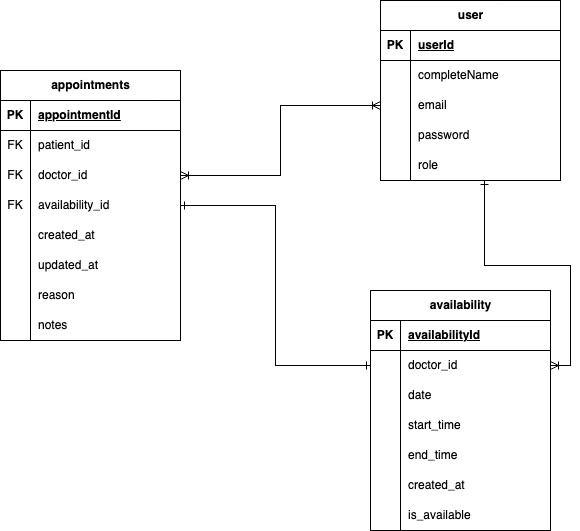 user
PK userId
completeName
email
password
role
appointments
PK appointmentId
FK patient_id
FK doctor_id
FK availability_id
created_at
updated_at
reason
notes
availability
PK availabilityId
doctor_id
date
start_time
end_time
created_at
is_available